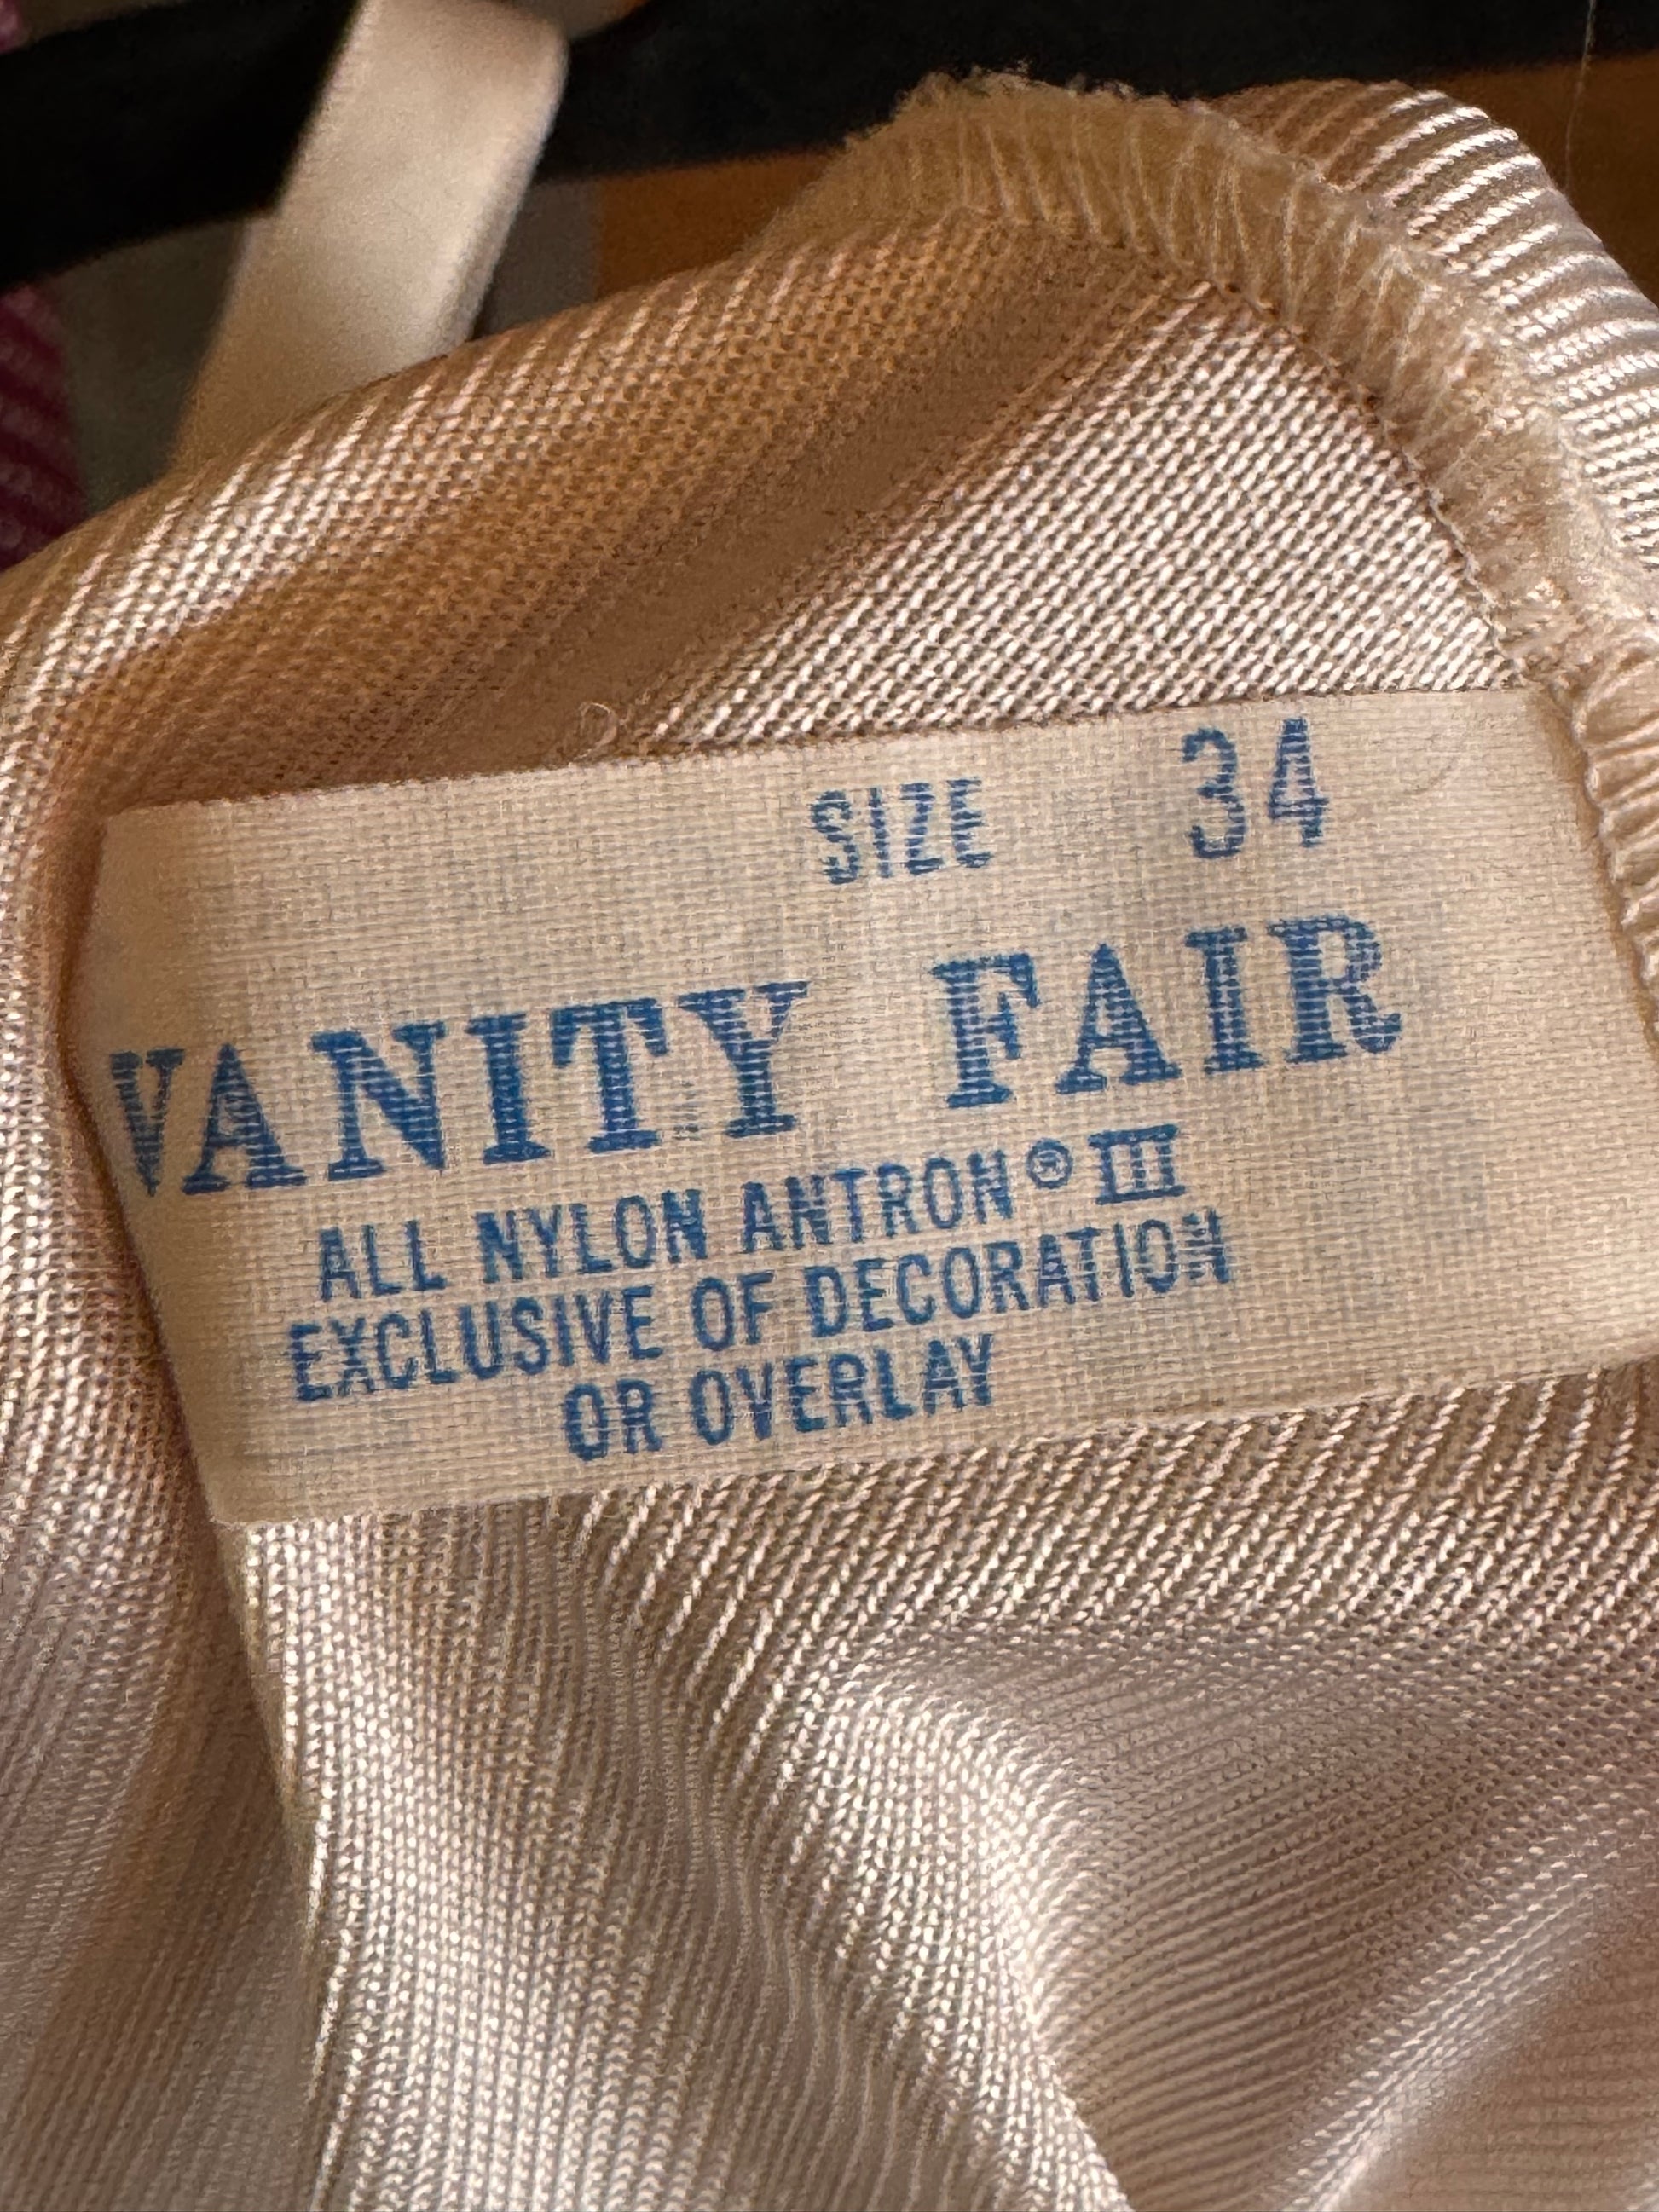 SIZE 34
VANITY FAIR
ALL NYLON ANTRON® III
EXCLUSIVE OF DECORATION
OR OVERLAY